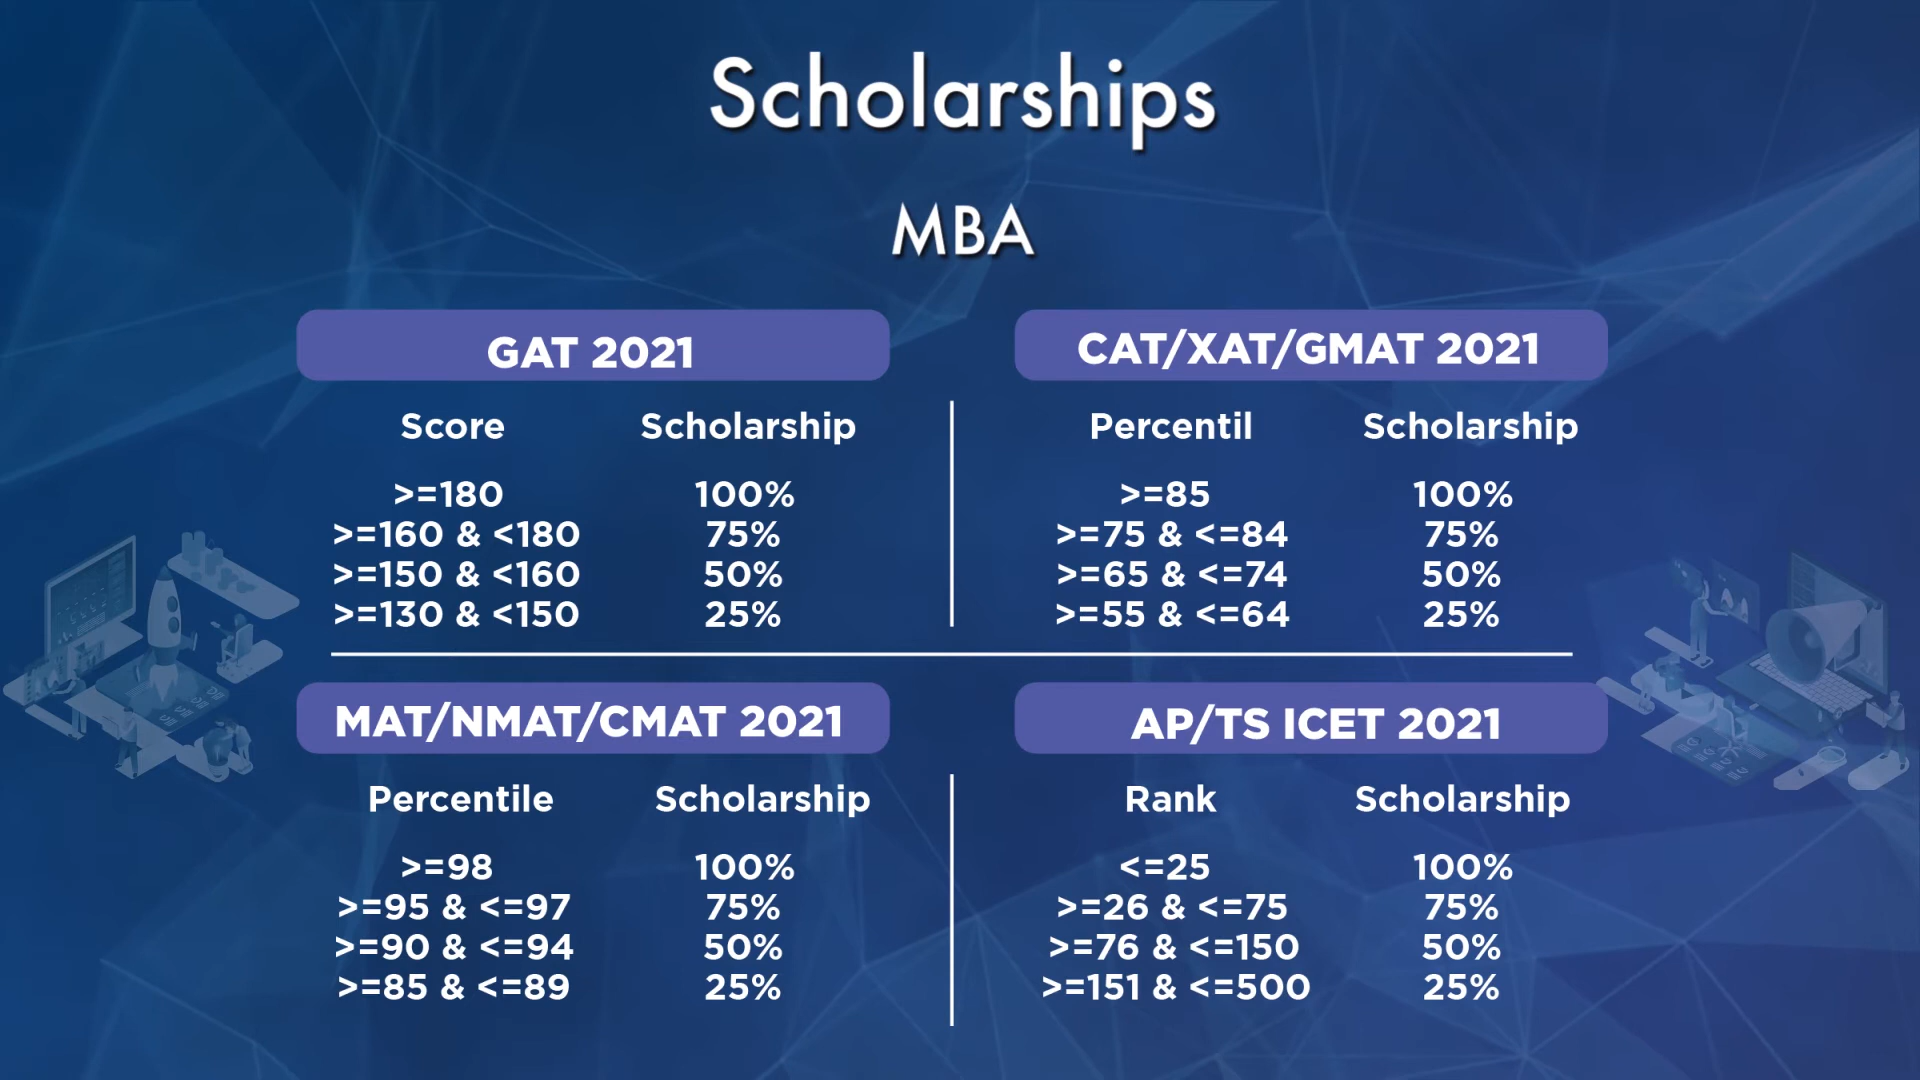 Scholarships
MBA
GAT 2021
Score Scholarship
>=180 100%
>=160 & <180 75%
>=150 & <160 50%
>=130 & <150 25%
CAT/XAT/GMAT 2021
Percentil Scholarship
>=85 100%
>=75 & <=84 75%
>=65 & <=74 50%
>=55 & <=64 25%
MAT/NMAT/CMAT 2021
Percentile Scholarship
>=98 100%
>=95 & <=97 75%
>=90 & <=94 50%
>=85 & <=89 25%
AP/TS ICET 2021
Rank Scholarship
<=25 100%
>=26 & <=75 75%
>=76 & <=150 50%
>=151 & <=500 25%